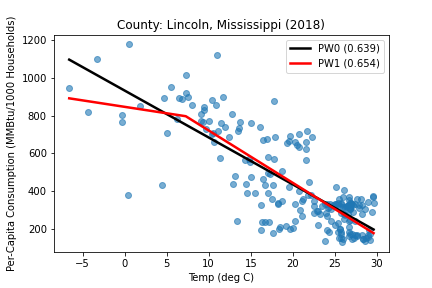 County: Lincoln, Mississippi (2018)
Per-Capita Consumption (MMBtu/1000 Households)
1200
1000
800
600
400
200
PW0 (0.639)
PW1 (0.654)
−5 0 5 10 15 20 25 30
Temp (deg C)